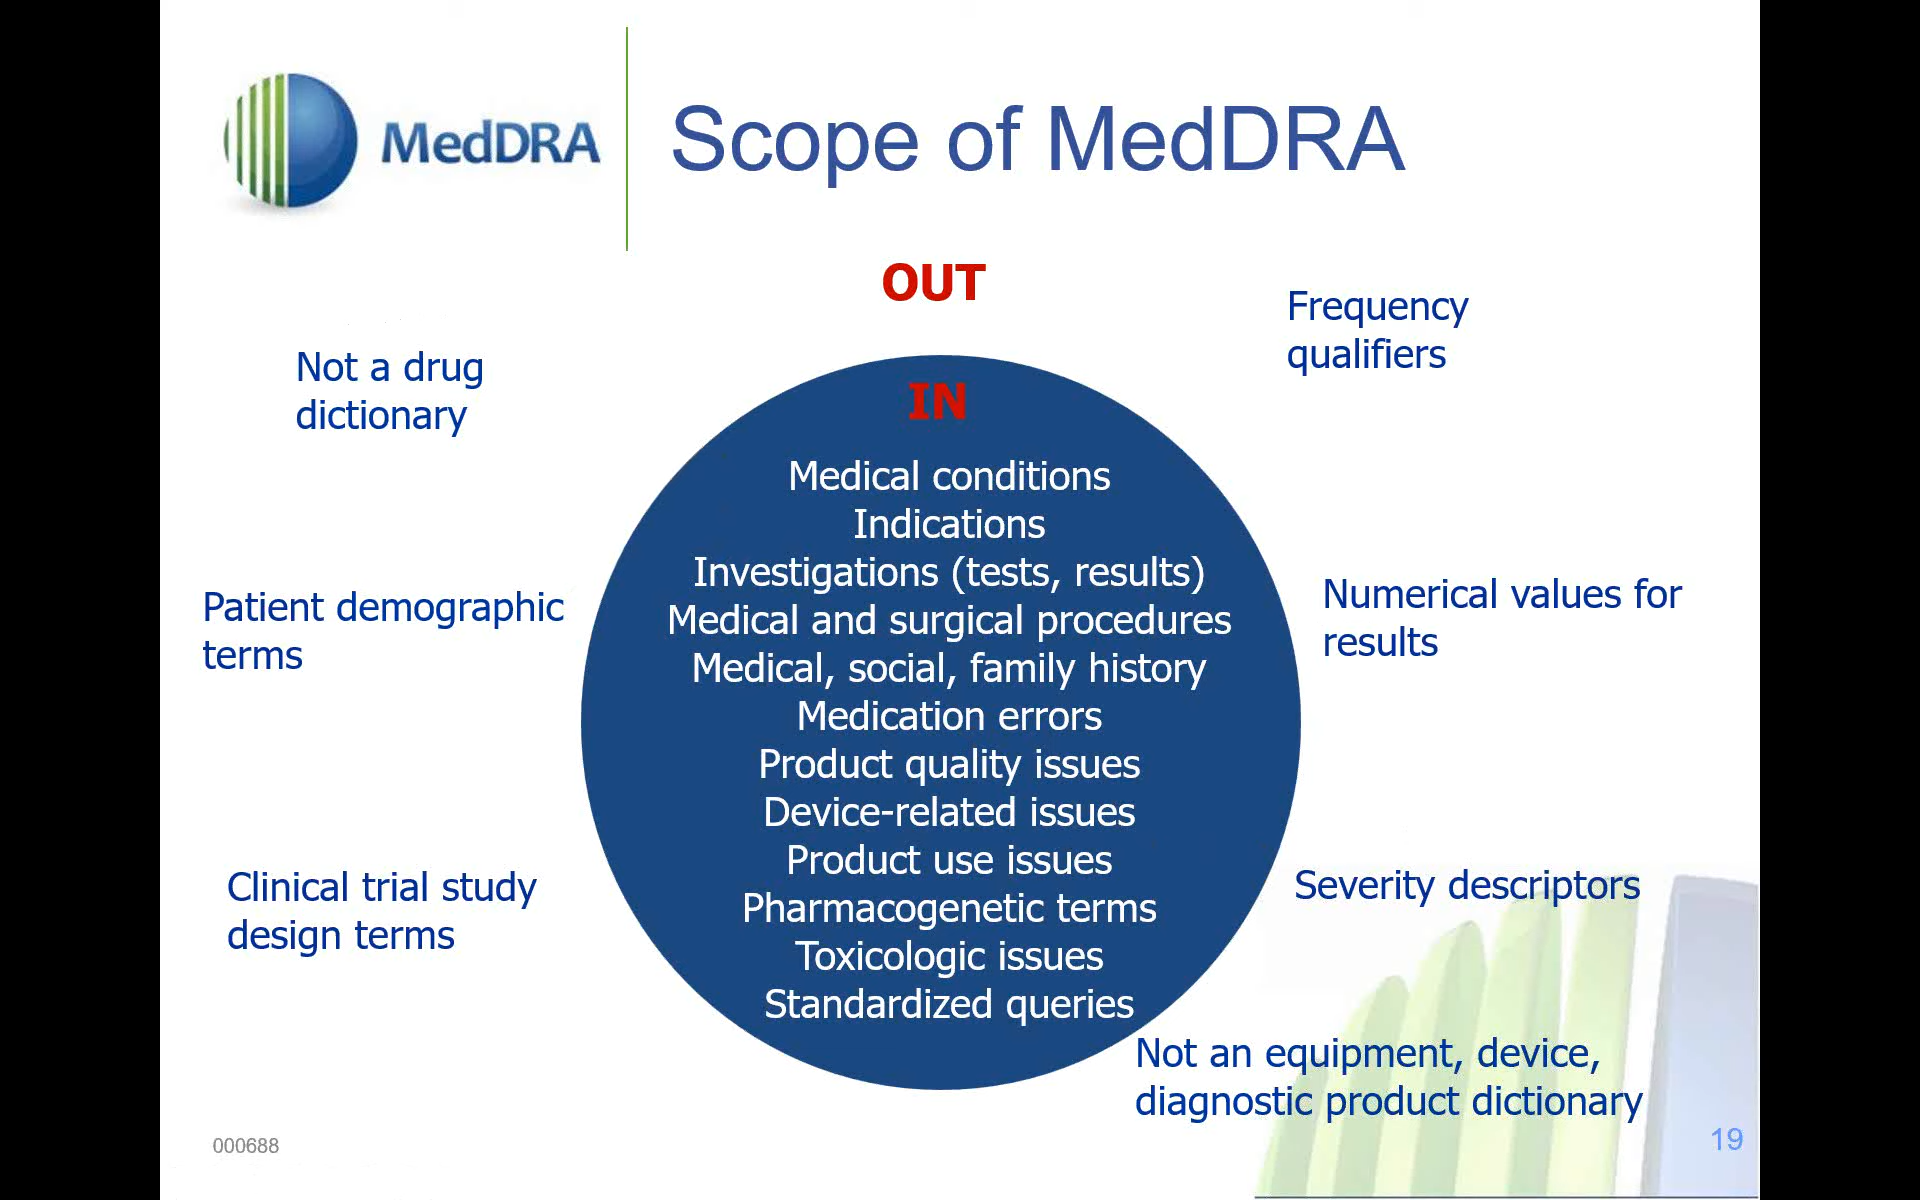 MedDRA
Scope of MedDRA
OUT
Not a drug
dictionary
Frequency
qualifiers
IN
Medical conditions
Indications
Investigations (tests, results)
Medical and surgical procedures
Medical, social, family history
Medication errors
Product quality issues
Device-related issues
Product use issues
Pharmacogenetic terms
Toxicologic issues
Standardized queries
Patient demographic
terms
Numerical values for
results
Clinical trial study
design terms
Severity descriptors
Not an equipment, device,
diagnostic product dictionary
000688
19